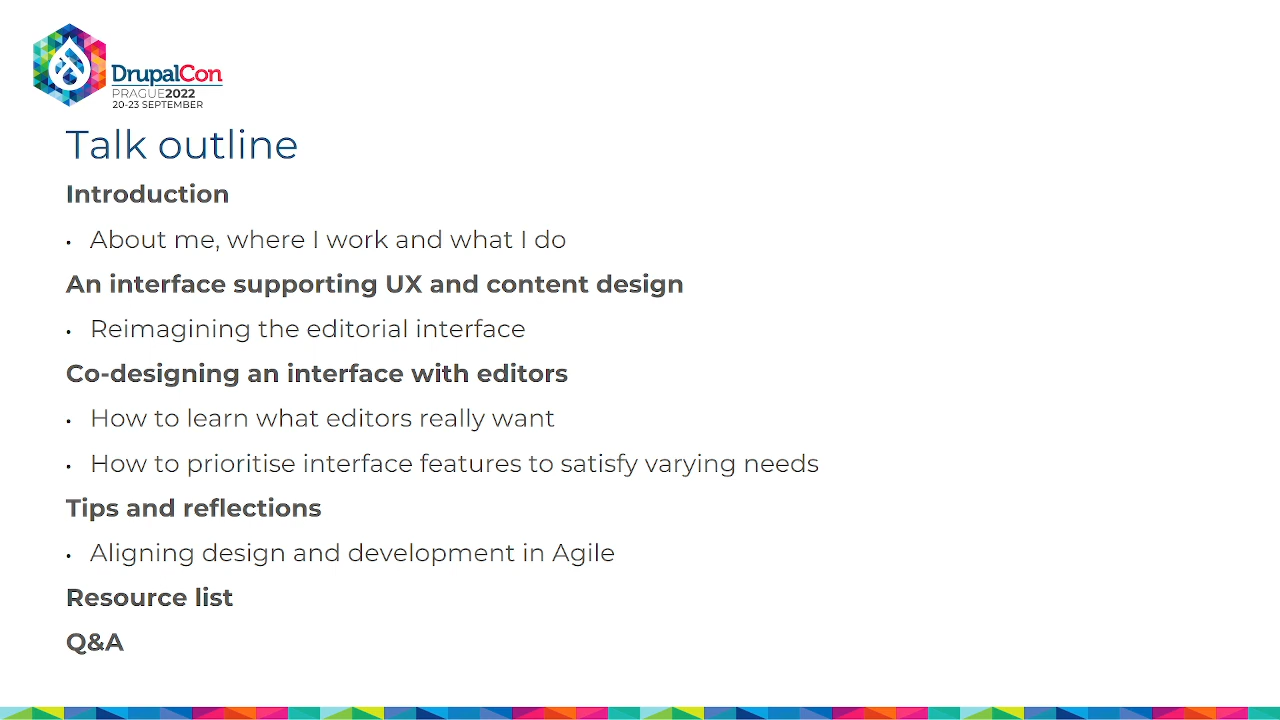 DrupalCon
PRAGUE2022
20-23 SEPTEMBER
Talk outline
Introduction
• About me, where I work and what I do
An interface supporting UX and content design
• Reimagining the editorial interface
Co-designing an interface with editors
• How to learn what editors really want
• How to prioritise interface features to satisfy varying needs
Tips and reflections
• Aligning design and development in Agile
Resource list
Q&A